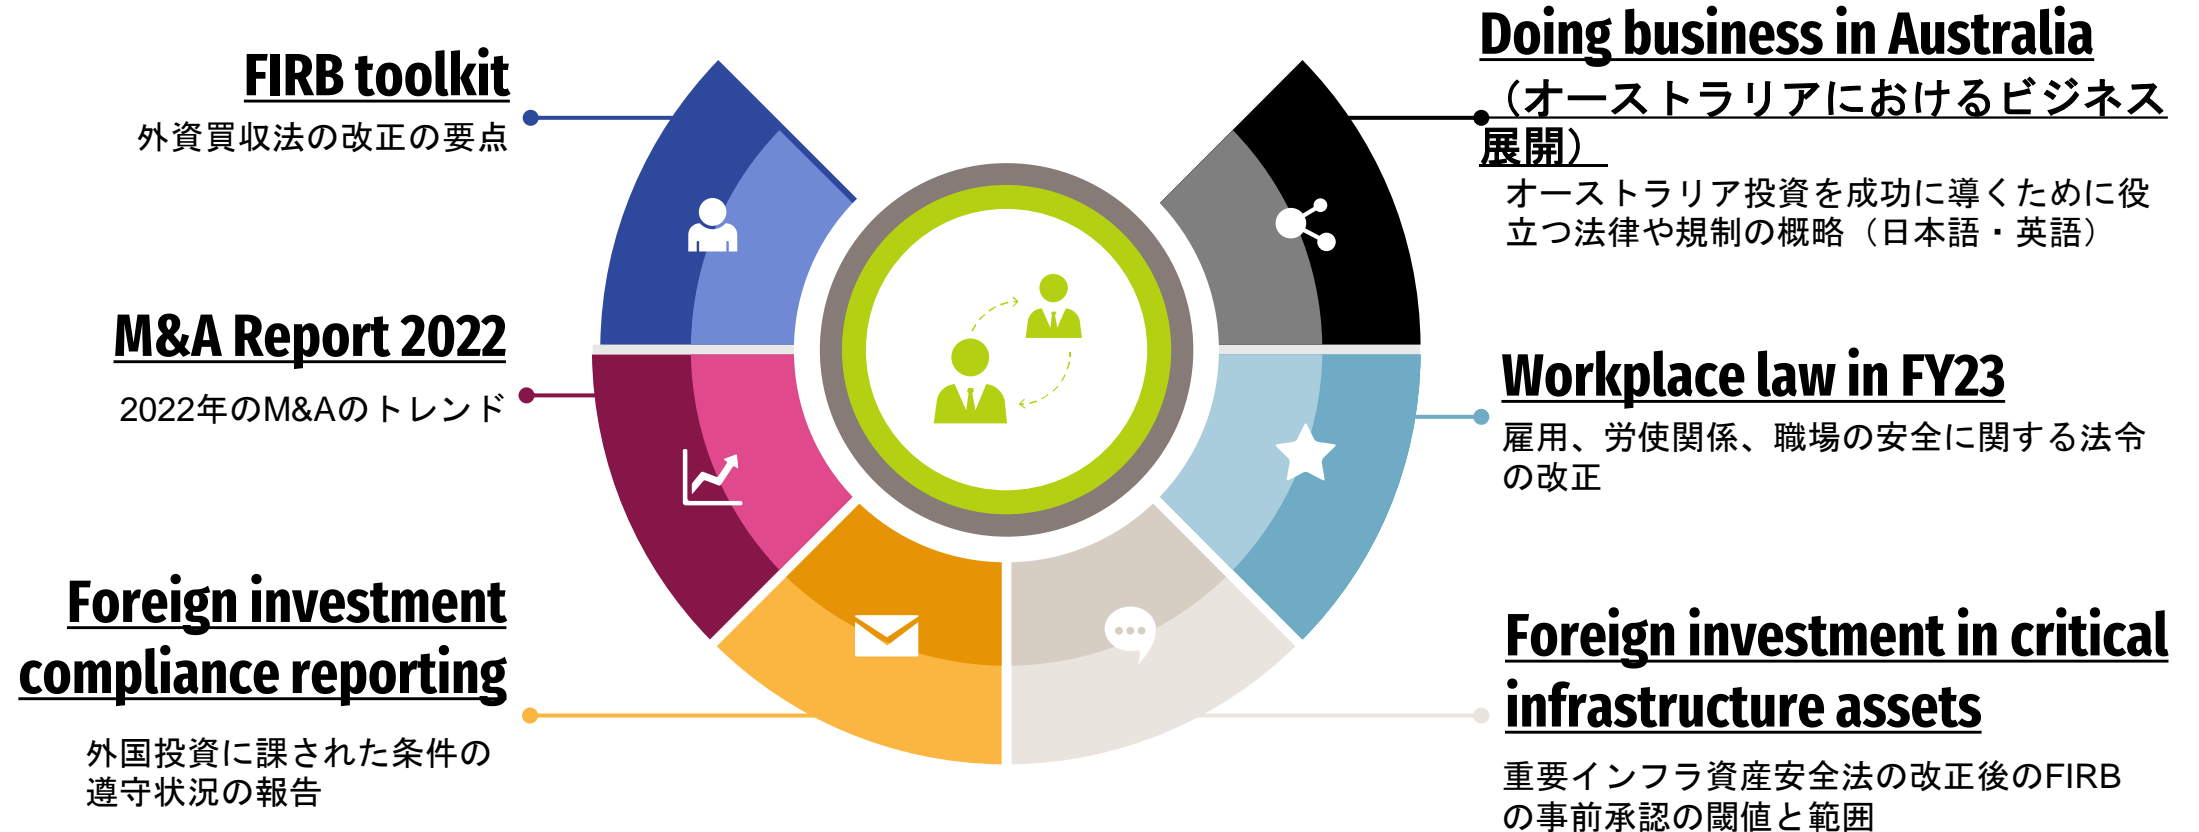 FIRB toolkit
外資買収法の改正の要点
M&A Report 2022
2022年のM&Aのトレンド
Foreign investment
compliance reporting
外国投資に課された条件の
遵守状況の報告
Doing business in Australia
（オーストラリアにおけるビジネス
展開）
オーストラリア投資を成功に導くために役
立つ法律や規制の概略（日本語・英語）
Workplace law in FY23
雇用、労使関係、職場の安全に関する法令
の改正
Foreign investment in critical
infrastructure assets
重要インフラ資産安全法の改正後のFIRB
の事前承認の閾値と範囲